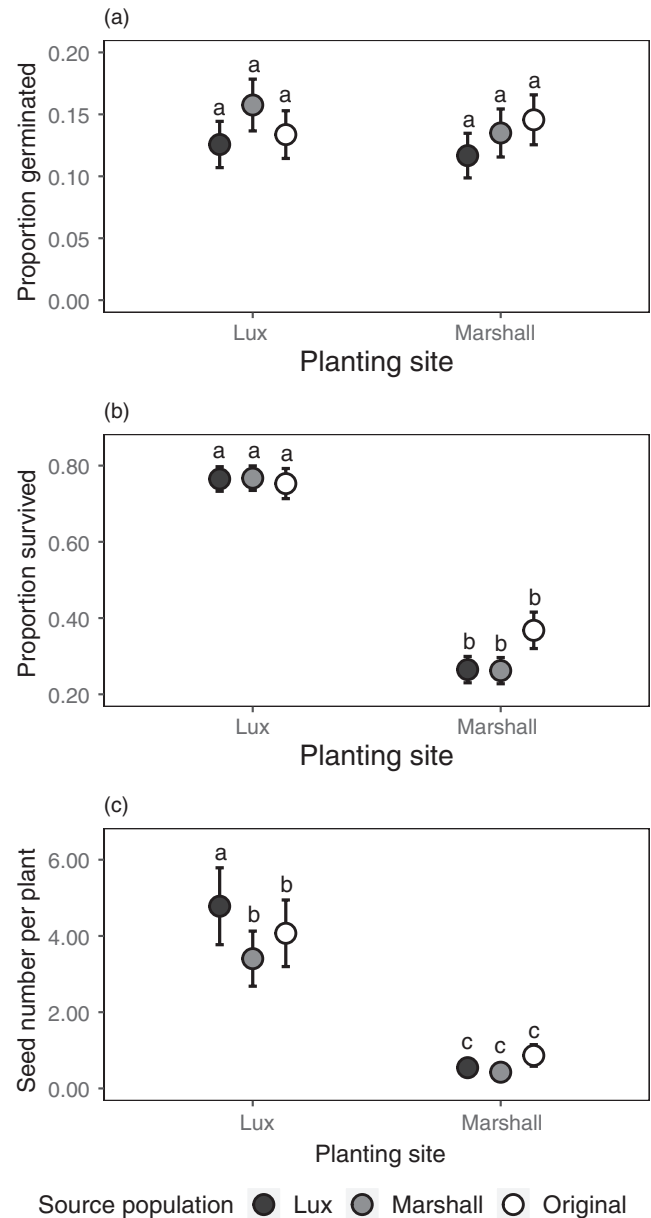 (a)
Proportion germinated
0.20
0.15
0.10
0.05
0.00
a a a a a a
Lux Marshall
Planting site
(b)
Proportion survived
0.80
0.60
0.40
0.20
a a a b b b
Lux Marshall
Planting site
(c)
Seed number per plant
6.00
4.00
2.00
0.00
a b b c c c
Lux Marshall
Planting site
Source population Lux Marshall Original